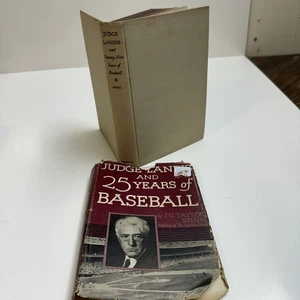 JUDGE
LANDIS
and
Twenty-Five
Years of
Baseball
JUDGE LANDIS
AND
25 YEARS of
BASEBALL
by J.G. TAYLOR
SPINK